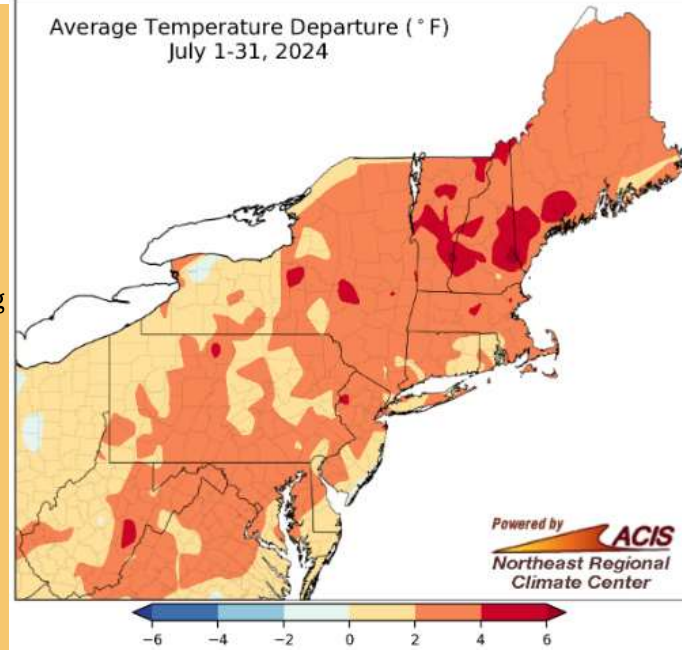 Average Temperature Departure (°F)
July 1-31, 2024
g
Powered by
ACIS
Northeast Regional
Climate Center
−6 −4 −2 0 2 4 6